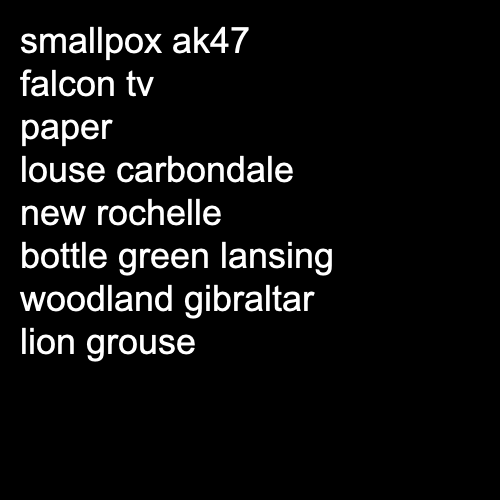 smallpox ak47
falcon tv
paper
louse carbondale
new rochelle
bottle green lansing
woodland gibraltar
lion grouse